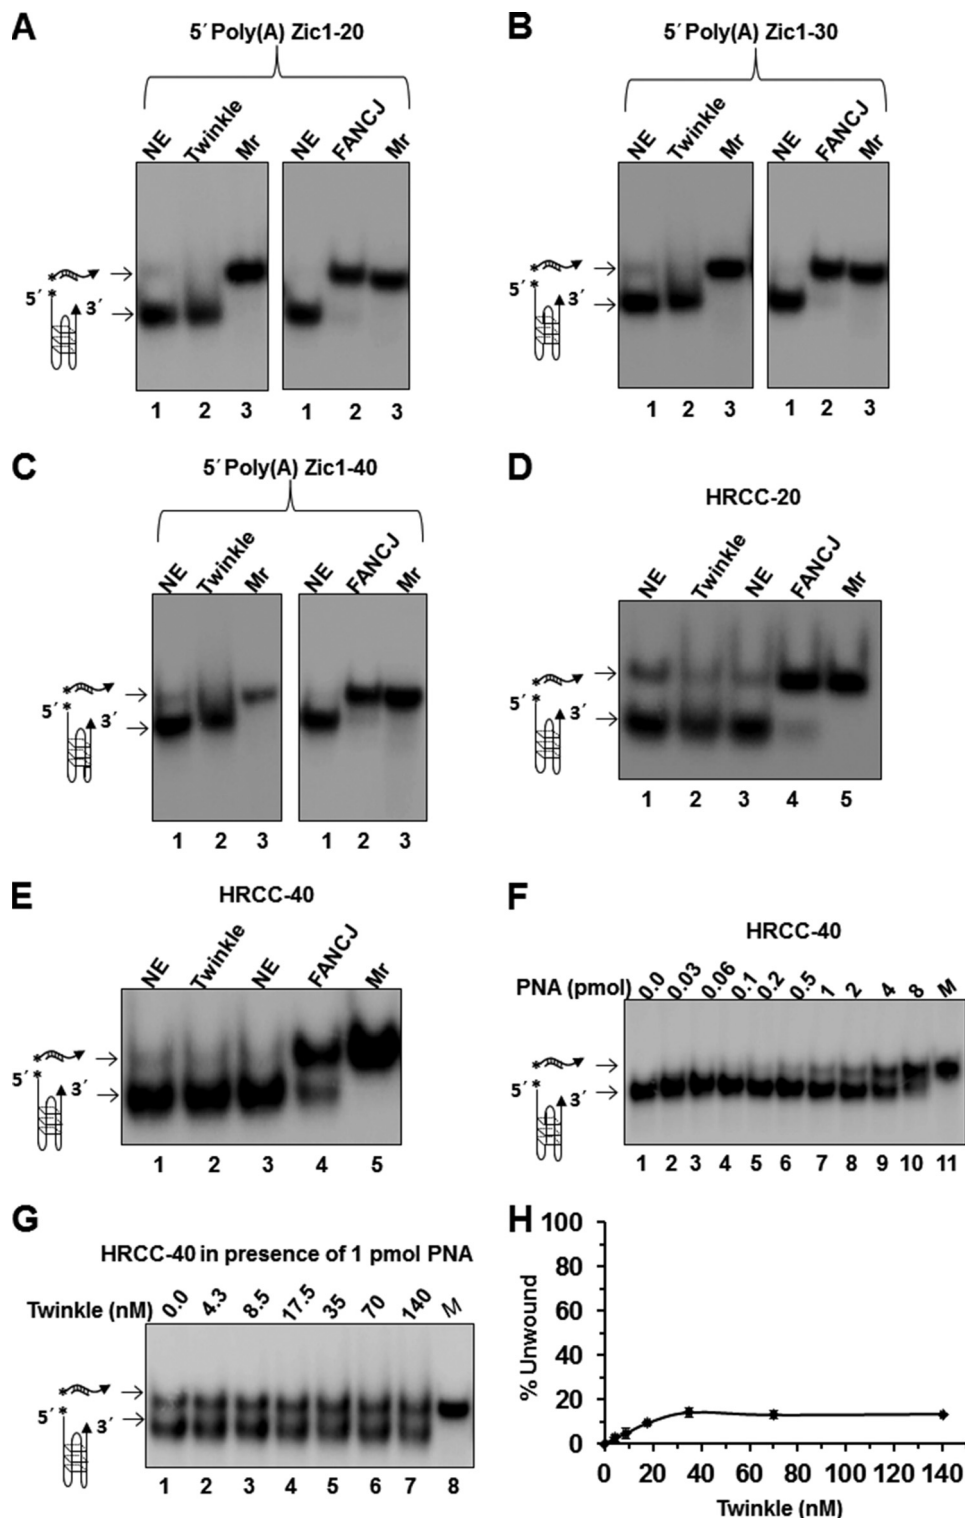 A
5´ Poly(A) Zic1-20
NE Twinkle Mr NE FANCJ Mr
* 
5´ * 3´
1 2 3 1 2 3
B
5´ Poly(A) Zic1-30
NE Twinkle Mr NE FANCJ Mr
*
5´ * 3´
1 2 3 1 2 3
C
5´ Poly(A) Zic1-40
NE Twinkle Mr NE FANCJ Mr
*
5´ * 3´
1 2 3 1 2 3
D
HRCC-20
NE Twinkle NE FANCJ Mr
*
5´ * 3´
1 2 3 4 5
E
HRCC-40
NE Twinkle NE FANCJ Mr
*
5´ * 3´
1 2 3 4 5
F
HRCC-40
PNA (pmol) 0.0 0.03 0.06 0.1 0.2 0.5 1 2 4 8 M
*
5´ * 3´
1 2 3 4 5 6 7 8 9 10 11
G
HRCC-40 in presence of 1 pmol PNA
Twinkle (nM) 0.0 4.3 8.5 17.5 35 70 140 M
*
5´ * 3´
1 2 3 4 5 6 7 8
H
% Unwound
100
80
60
40
20
0
0 20 40 60 80 100 120 140
Twinkle (nM)